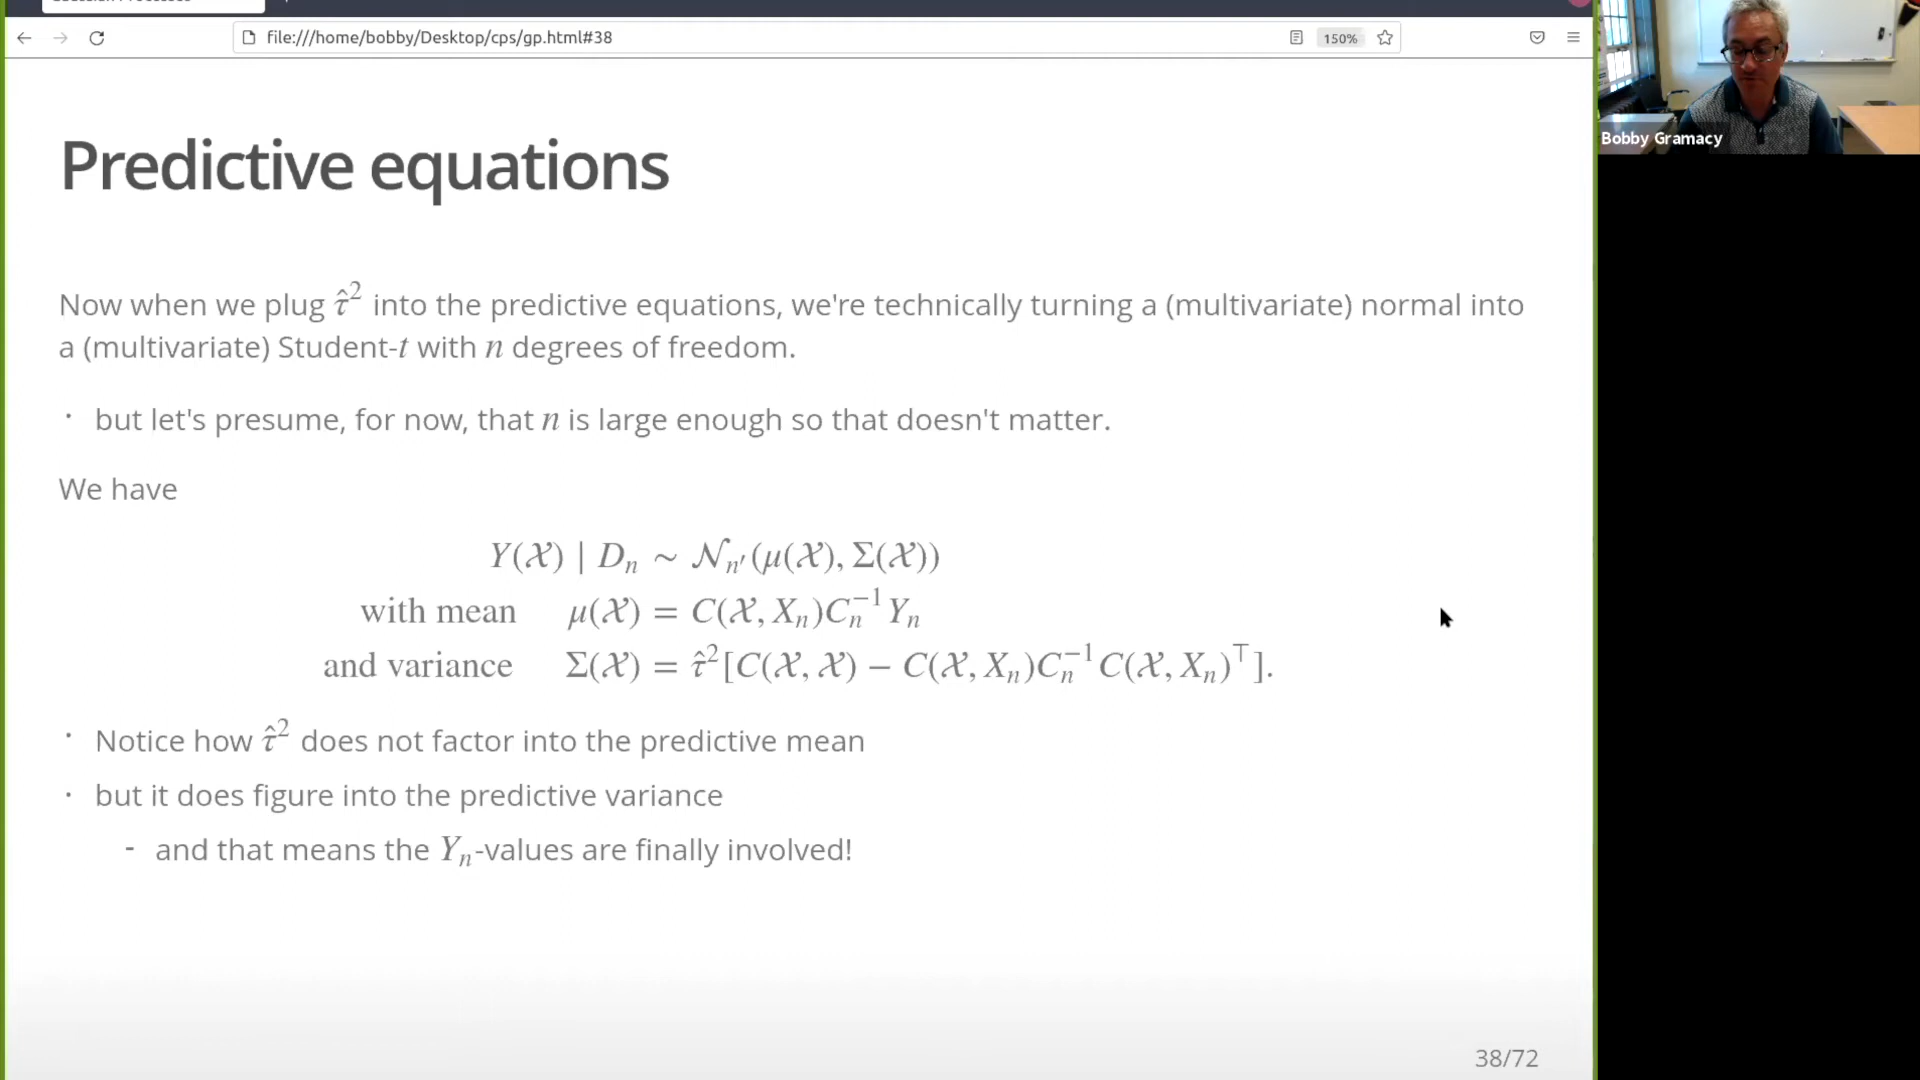 file:///home/bobby/Desktop/cps/gp.html#38
150%
Bobby Gramacy
Predictive equations
Now when we plug τ̂² into the predictive equations, we're technically turning a (multivariate) normal into
a (multivariate) Student-t with n degrees of freedom.
· but let's presume, for now, that n is large enough so that doesn't matter.
We have
Y(𝒳) | Dₙ ∼ 𝒩ₙ′(μ(𝒳), Σ(𝒳))
with mean μ(𝒳) = C(𝒳, Xₙ)Cₙ⁻¹Yₙ
and variance Σ(𝒳) = τ̂²[C(𝒳, 𝒳) − C(𝒳, Xₙ)Cₙ⁻¹C(𝒳, Xₙ)⊤].
· Notice how τ̂² does not factor into the predictive mean
· but it does figure into the predictive variance
- and that means the Yₙ-values are finally involved!
38/72